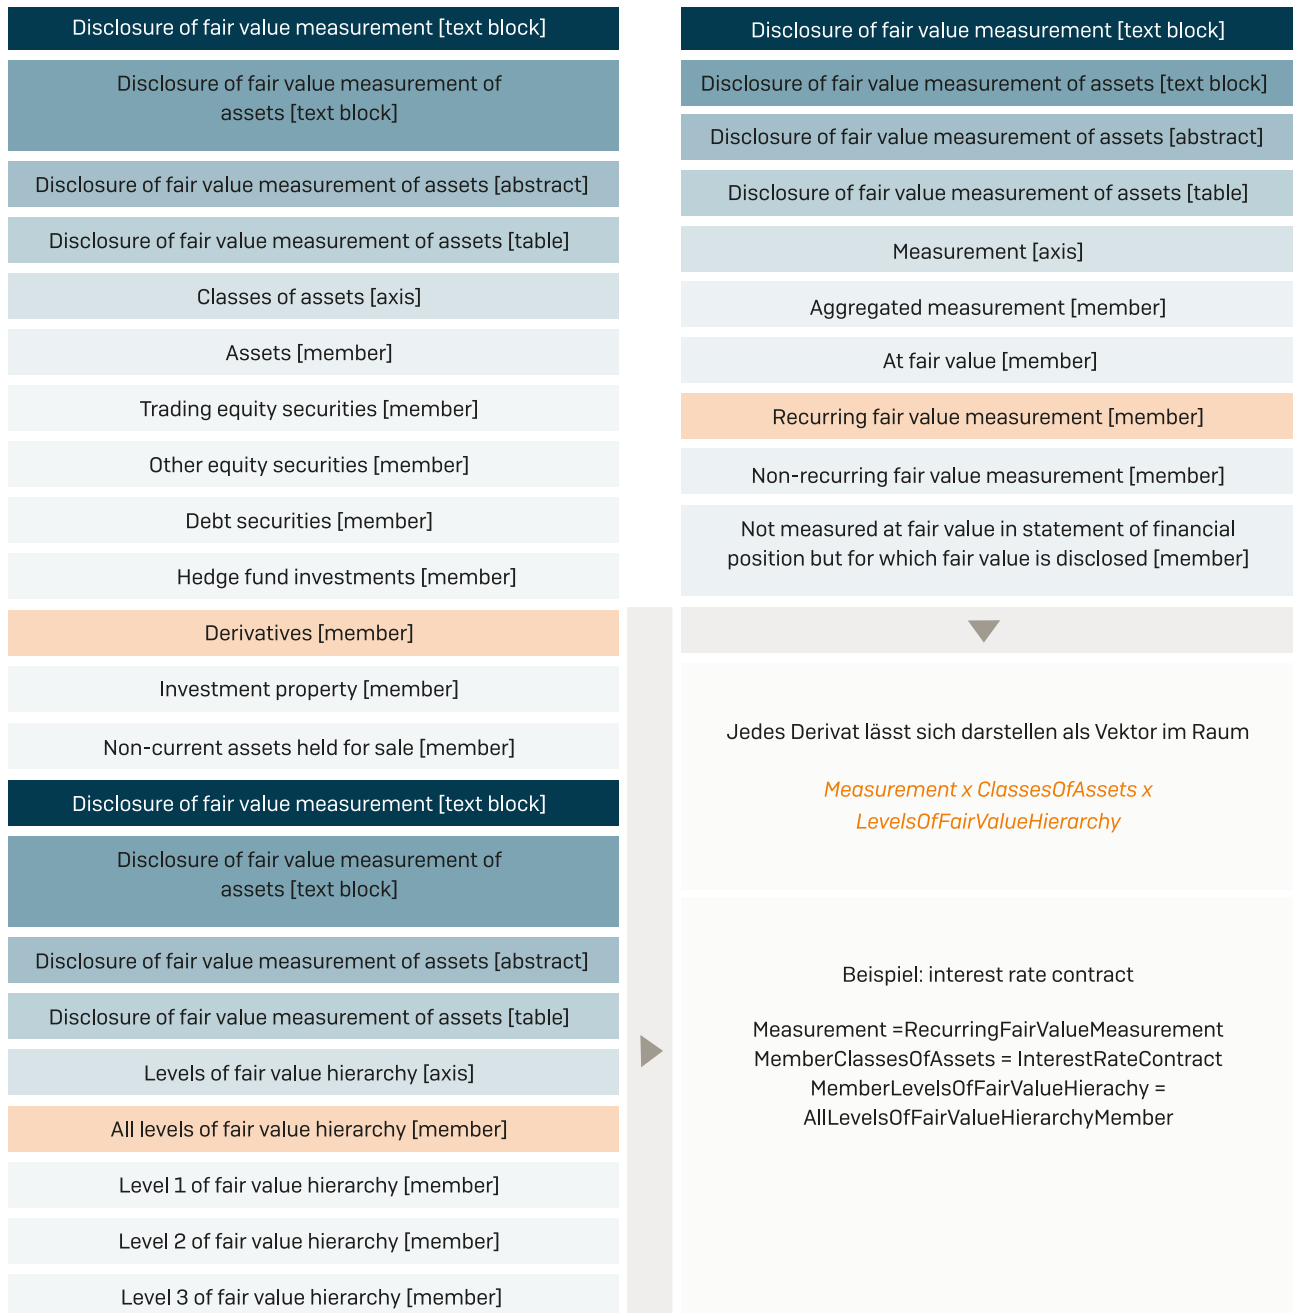 Disclosure of fair value measurement [text block]
Disclosure of fair value measurement of
assets [text block]
Disclosure of fair value measurement of assets [abstract]
Disclosure of fair value measurement of assets [table]
Classes of assets [axis]
Assets [member]
Trading equity securities [member]
Other equity securities [member]
Debt securities [member]
Hedge fund investments [member]
Derivatives [member]
Investment property [member]
Non-current assets held for sale [member]
Disclosure of fair value measurement [text block]
Disclosure of fair value measurement of
assets [text block]
Disclosure of fair value measurement of assets [abstract]
Disclosure of fair value measurement of assets [table]
Levels of fair value hierarchy [axis]
All levels of fair value hierarchy [member]
Level 1 of fair value hierarchy [member]
Level 2 of fair value hierarchy [member]
Level 3 of fair value hierarchy [member]
Disclosure of fair value measurement [text block]
Disclosure of fair value measurement of assets [text block]
Disclosure of fair value measurement of assets [abstract]
Disclosure of fair value measurement of assets [table]
Measurement [axis]
Aggregated measurement [member]
At fair value [member]
Recurring fair value measurement [member]
Non-recurring fair value measurement [member]
Not measured at fair value in statement of financial
position but for which fair value is disclosed [member]
Jedes Derivat lässt sich darstellen als Vektor im Raum
Measurement x ClassesOfAssets x
LevelsOfFairValueHierarchy
Beispiel: interest rate contract
Measurement =RecurringFairValueMeasurement
MemberClassesOfAssets = InterestRateContract
MemberLevelsOfFairValueHierachy =
AllLevelsOfFairValueHierarchyMember